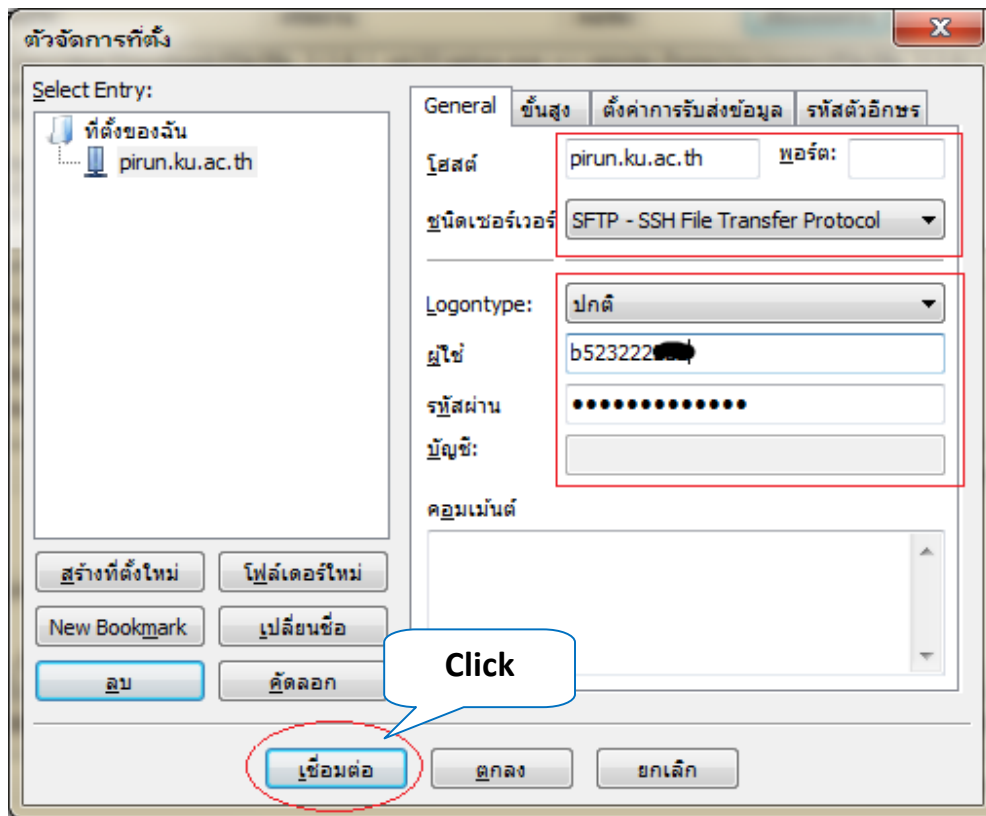 ตัวจัดการที่ตั้ง
Select Entry:
ที่ตั้งของฉัน
pirun.ku.ac.th
สร้างที่ตั้งใหม่
โฟล์เดอร์ใหม่
New Bookmark
เปลี่ยนชื่อ
ลบ
คัดลอก
General ขั้นสูง ตั้งค่าการรับส่งข้อมูล รหัสตัวอักษร
โฮสต์ pirun.ku.ac.th พอร์ต:
ชนิดเซอร์เวอร์ SFTP - SSH File Transfer Protocol
Logontype: ปกติ
ผู้ใช้ b523222
รหัสผ่าน ●●●●●●●●●●●●●
บัญชี:
คอมเม้นต์
Click
เชื่อมต่อ
ตกลง
ยกเลิก